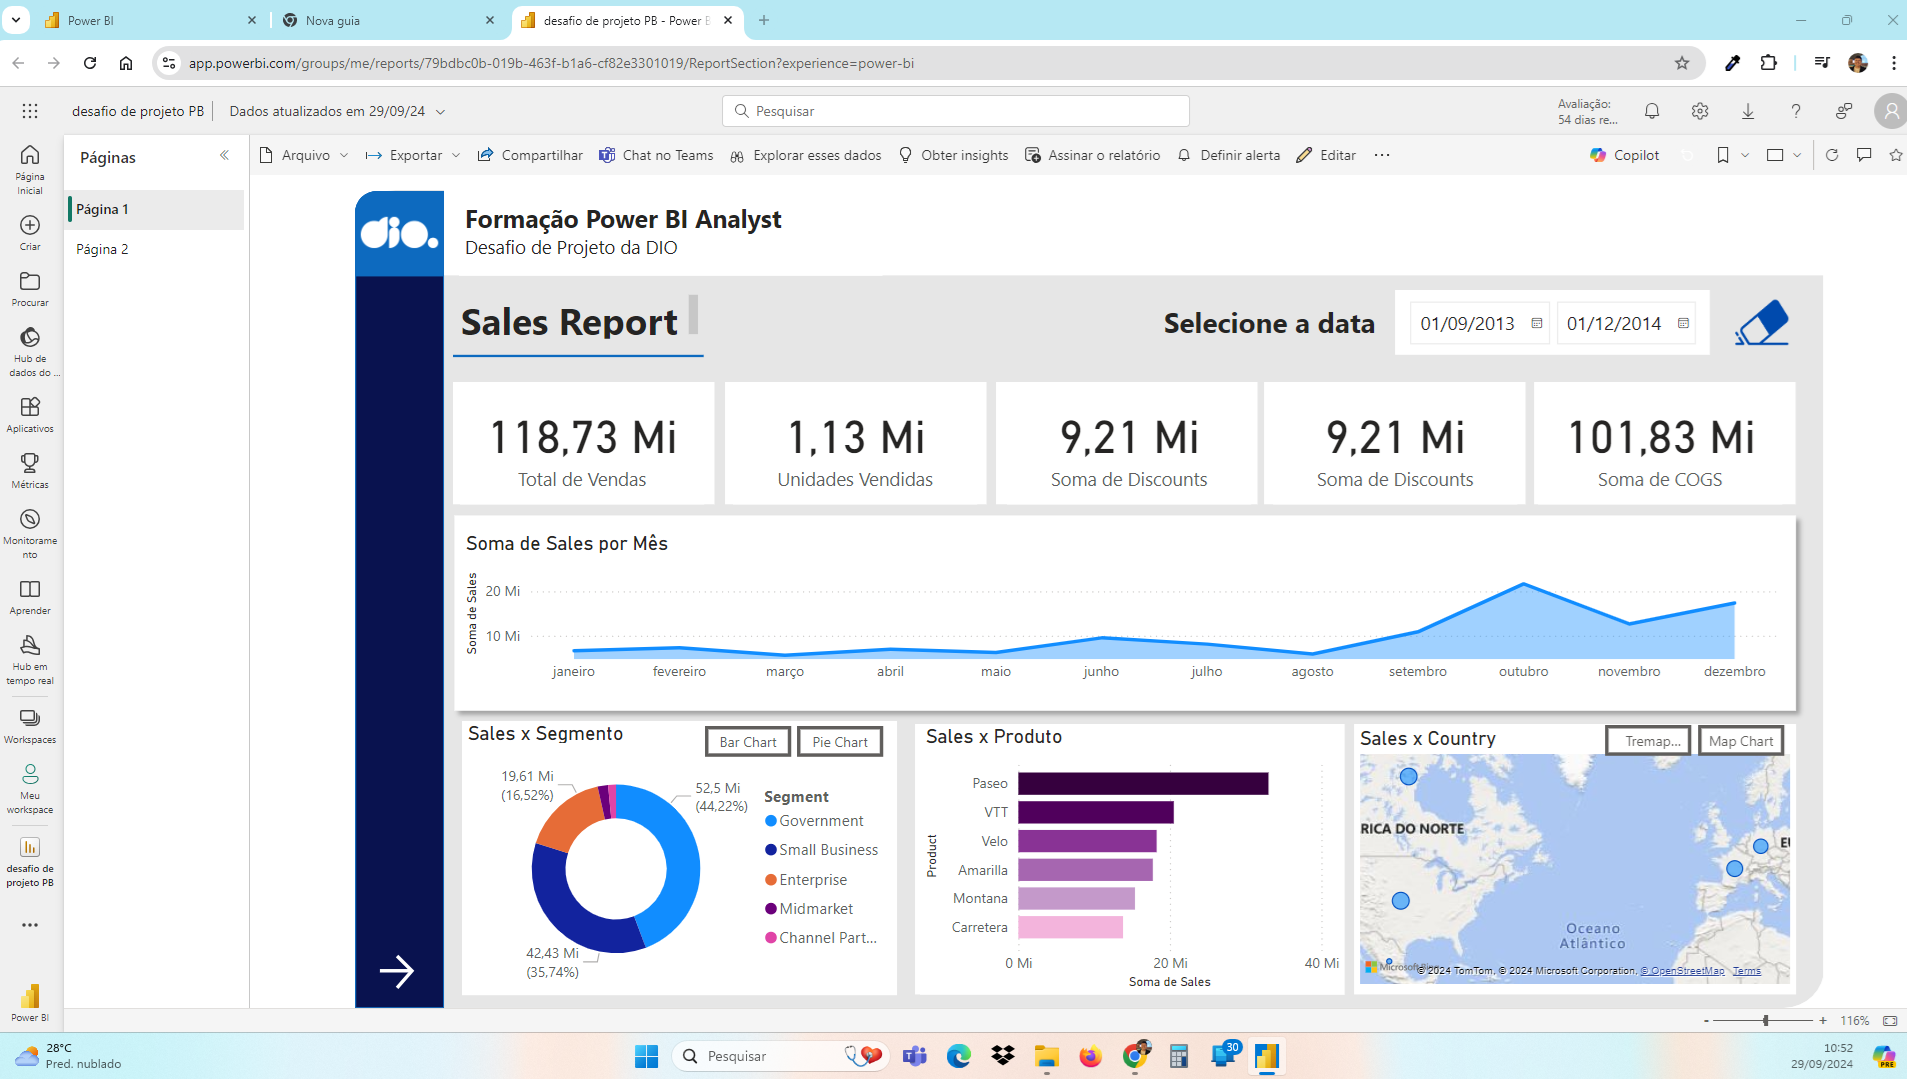 Power BI
Nova guia
desafio de projeto PB - Power B
app.powerbi.com/groups/me/reports/79bdbc0b-019b-463f-b1a6-cf82e3301019/ReportSection?experience=power-bi
desafio de projeto PB
Dados atualizados em 29/09/24
Pesquisar
Avaliação:
54 dias re...
Página
Inicial
Criar
Procurar
Hub de
dados do ...
Aplicativos
Métricas
Monitorame
nto
Aprender
Hub em
tempo real
Workspaces
Meu
workspace
desafio de
projeto PB
Power BI
Páginas
Página 1
Página 2
Arquivo
Exportar
Compartilhar
Chat no Teams
Explorar esses dados
Obter insights
Assinar o relatório
Definir alerta
Editar
Copilot
dio.
Formação Power BI Analyst
Desafio de Projeto da DIO
Sales Report
Selecione a data
01/09/2013
01/12/2014
118,73 Mi
Total de Vendas
1,13 Mi
Unidades Vendidas
9,21 Mi
Soma de Discounts
9,21 Mi
Soma de Discounts
101,83 Mi
Soma de COGS
Soma de Sales por Mês
Soma de Sales
20 Mi
10 Mi
janeiro
fevereiro
março
abril
maio
junho
julho
agosto
setembro
outubro
novembro
dezembro
Sales x Segmento
Bar Chart
Pie Chart
19,61 Mi
(16,52%)
52,5 Mi
(44,22%)
42,43 Mi
(35,74%)
Segment
Government
Small Business
Enterprise
Midmarket
Channel Part...
Sales x Produto
Product
Paseo
VTT
Velo
Amarilla
Montana
Carretera
0 Mi
20 Mi
40 Mi
Soma de Sales
Sales x Country
Tremap...
Map Chart
RICA DO NORTE
EU
Oceano
Atlântico
Microsoft Bing
© 2024 TomTom, © 2024 Microsoft Corporation, © OpenStreetMap Terms
- + 116%
28°C
Pred. nublado
Pesquisar
30
PRE
10:52
29/09/2024